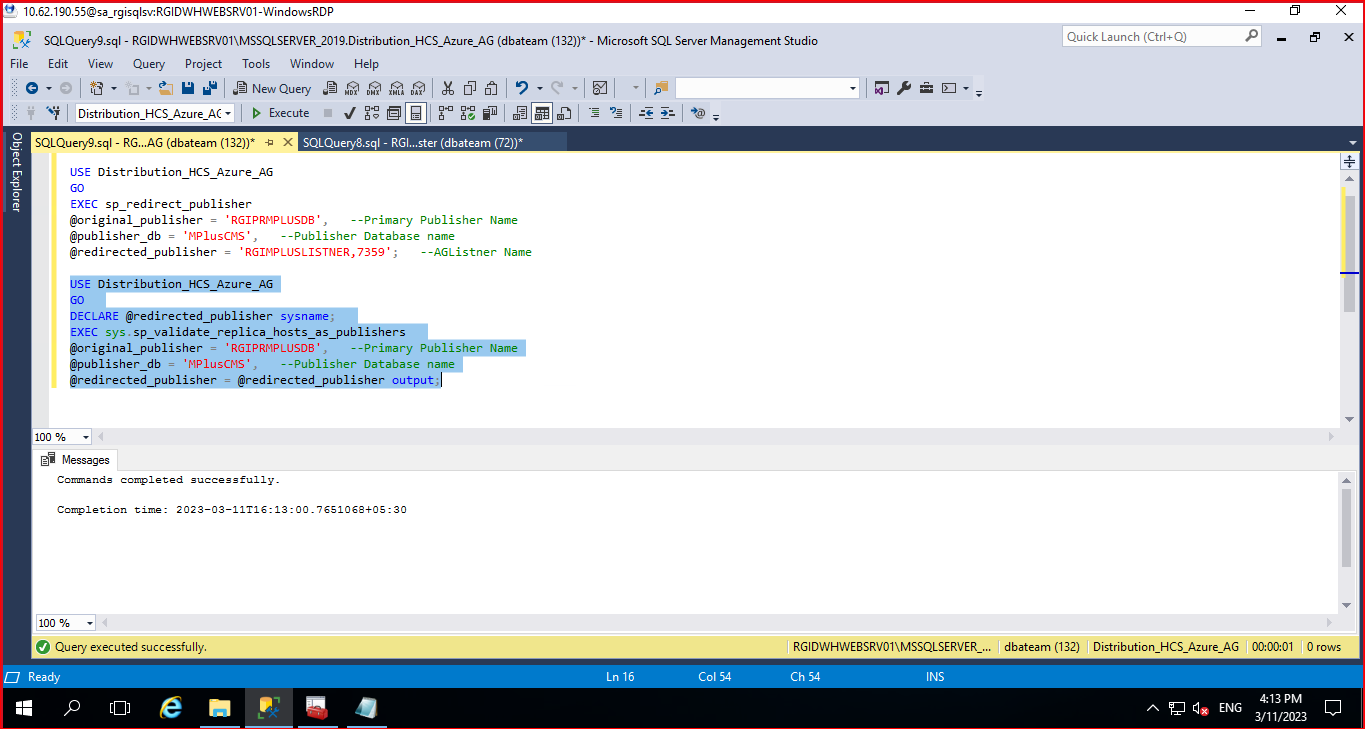 10.62.190.55@sa_rgisqlsv:RGIDWHWEBSRV01-WindowsRDP
SQLQuery9.sql - RGIDWHWEBSRV01\MSSQLSERVER_2019.Distribution_HCS_Azure_AG (dbateam (132))* - Microsoft SQL Server Management Studio
Quick Launch (Ctrl+Q)
File Edit View Query Project Tools Window Help
New Query MDX DMX XMLA DAX
Distribution_HCS_Azure_AG Execute
Object Explorer
SQLQuery9.sql - RG...AG (dbateam (132))* SQLQuery8.sql - RGI...ster (dbateam (72))*
USE Distribution_HCS_Azure_AG
GO
EXEC sp_redirect_publisher
@original_publisher = 'RGIPRMPLUSDB', --Primary Publisher Name
@publisher_db = 'MPlusCMS', --Publisher Database name
@redirected_publisher = 'RGIMPLUSLISTNER,7359'; --AGListner Name
USE Distribution_HCS_Azure_AG
GO
DECLARE @redirected_publisher sysname;
EXEC sys.sp_validate_replica_hosts_as_publishers
@original_publisher = 'RGIPRMPLUSDB', --Primary Publisher Name
@publisher_db = 'MPlusCMS', --Publisher Database name
@redirected_publisher = @redirected_publisher output;
100 %
Messages
Commands completed successfully.
Completion time: 2023-03-11T16:13:00.7651068+05:30
100 %
Query executed successfully. RGIDWHWEBSRV01\MSSQLSERVER_... dbateam (132) Distribution_HCS_Azure_AG 00:00:01 0 rows
Ready Ln 16 Col 54 Ch 54 INS
ENG 4:13 PM
3/11/2023